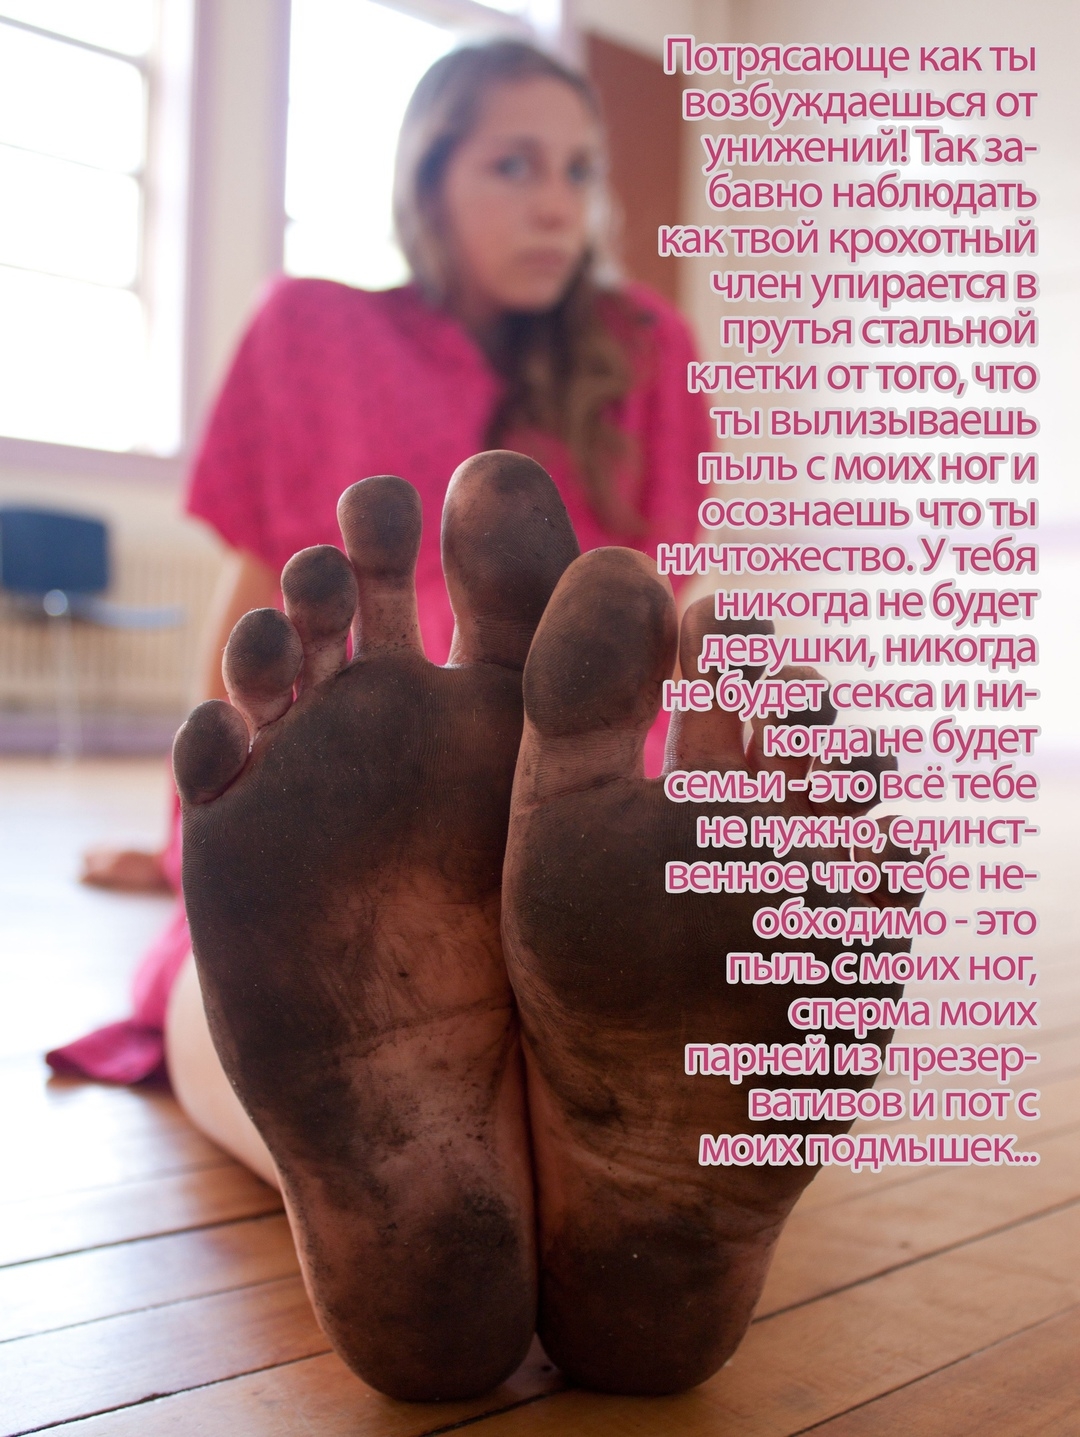 Потрясающе как ты
возбуждаешься от
унижений! Так за-
бавно наблюдать
как твой крохотный
член упирается в
прутья стальной
клетки от того, что
ты вылизываешь
пыль с моих ног и
осознаешь что ты
ничтожество. У тебя
никогда не будет
девушки, никогда
не будет секса и ни-
когда не будет
семьи - это всё тебе
не нужно, единст-
венное что тебе не-
обходимо - это
пыль с моих ног,
сперма моих
парней из презер-
вативов и пот с
моих подмышек...